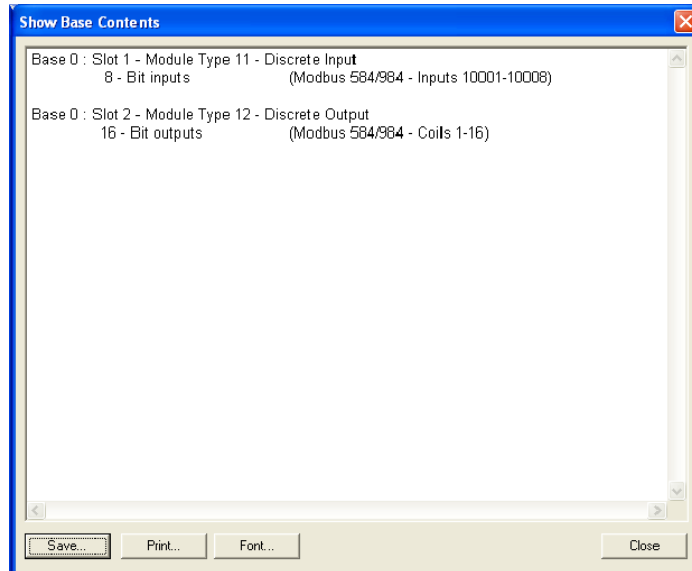 Show Base Contents
Base 0 : Slot 1 - Module Type 11 - Discrete Input
8 - Bit inputs (Modbus 584/984 - Inputs 10001-10008)
Base 0 : Slot 2 - Module Type 12 - Discrete Output
16 - Bit outputs (Modbus 584/984 - Coils 1-16)
Save... Print... Font... Close